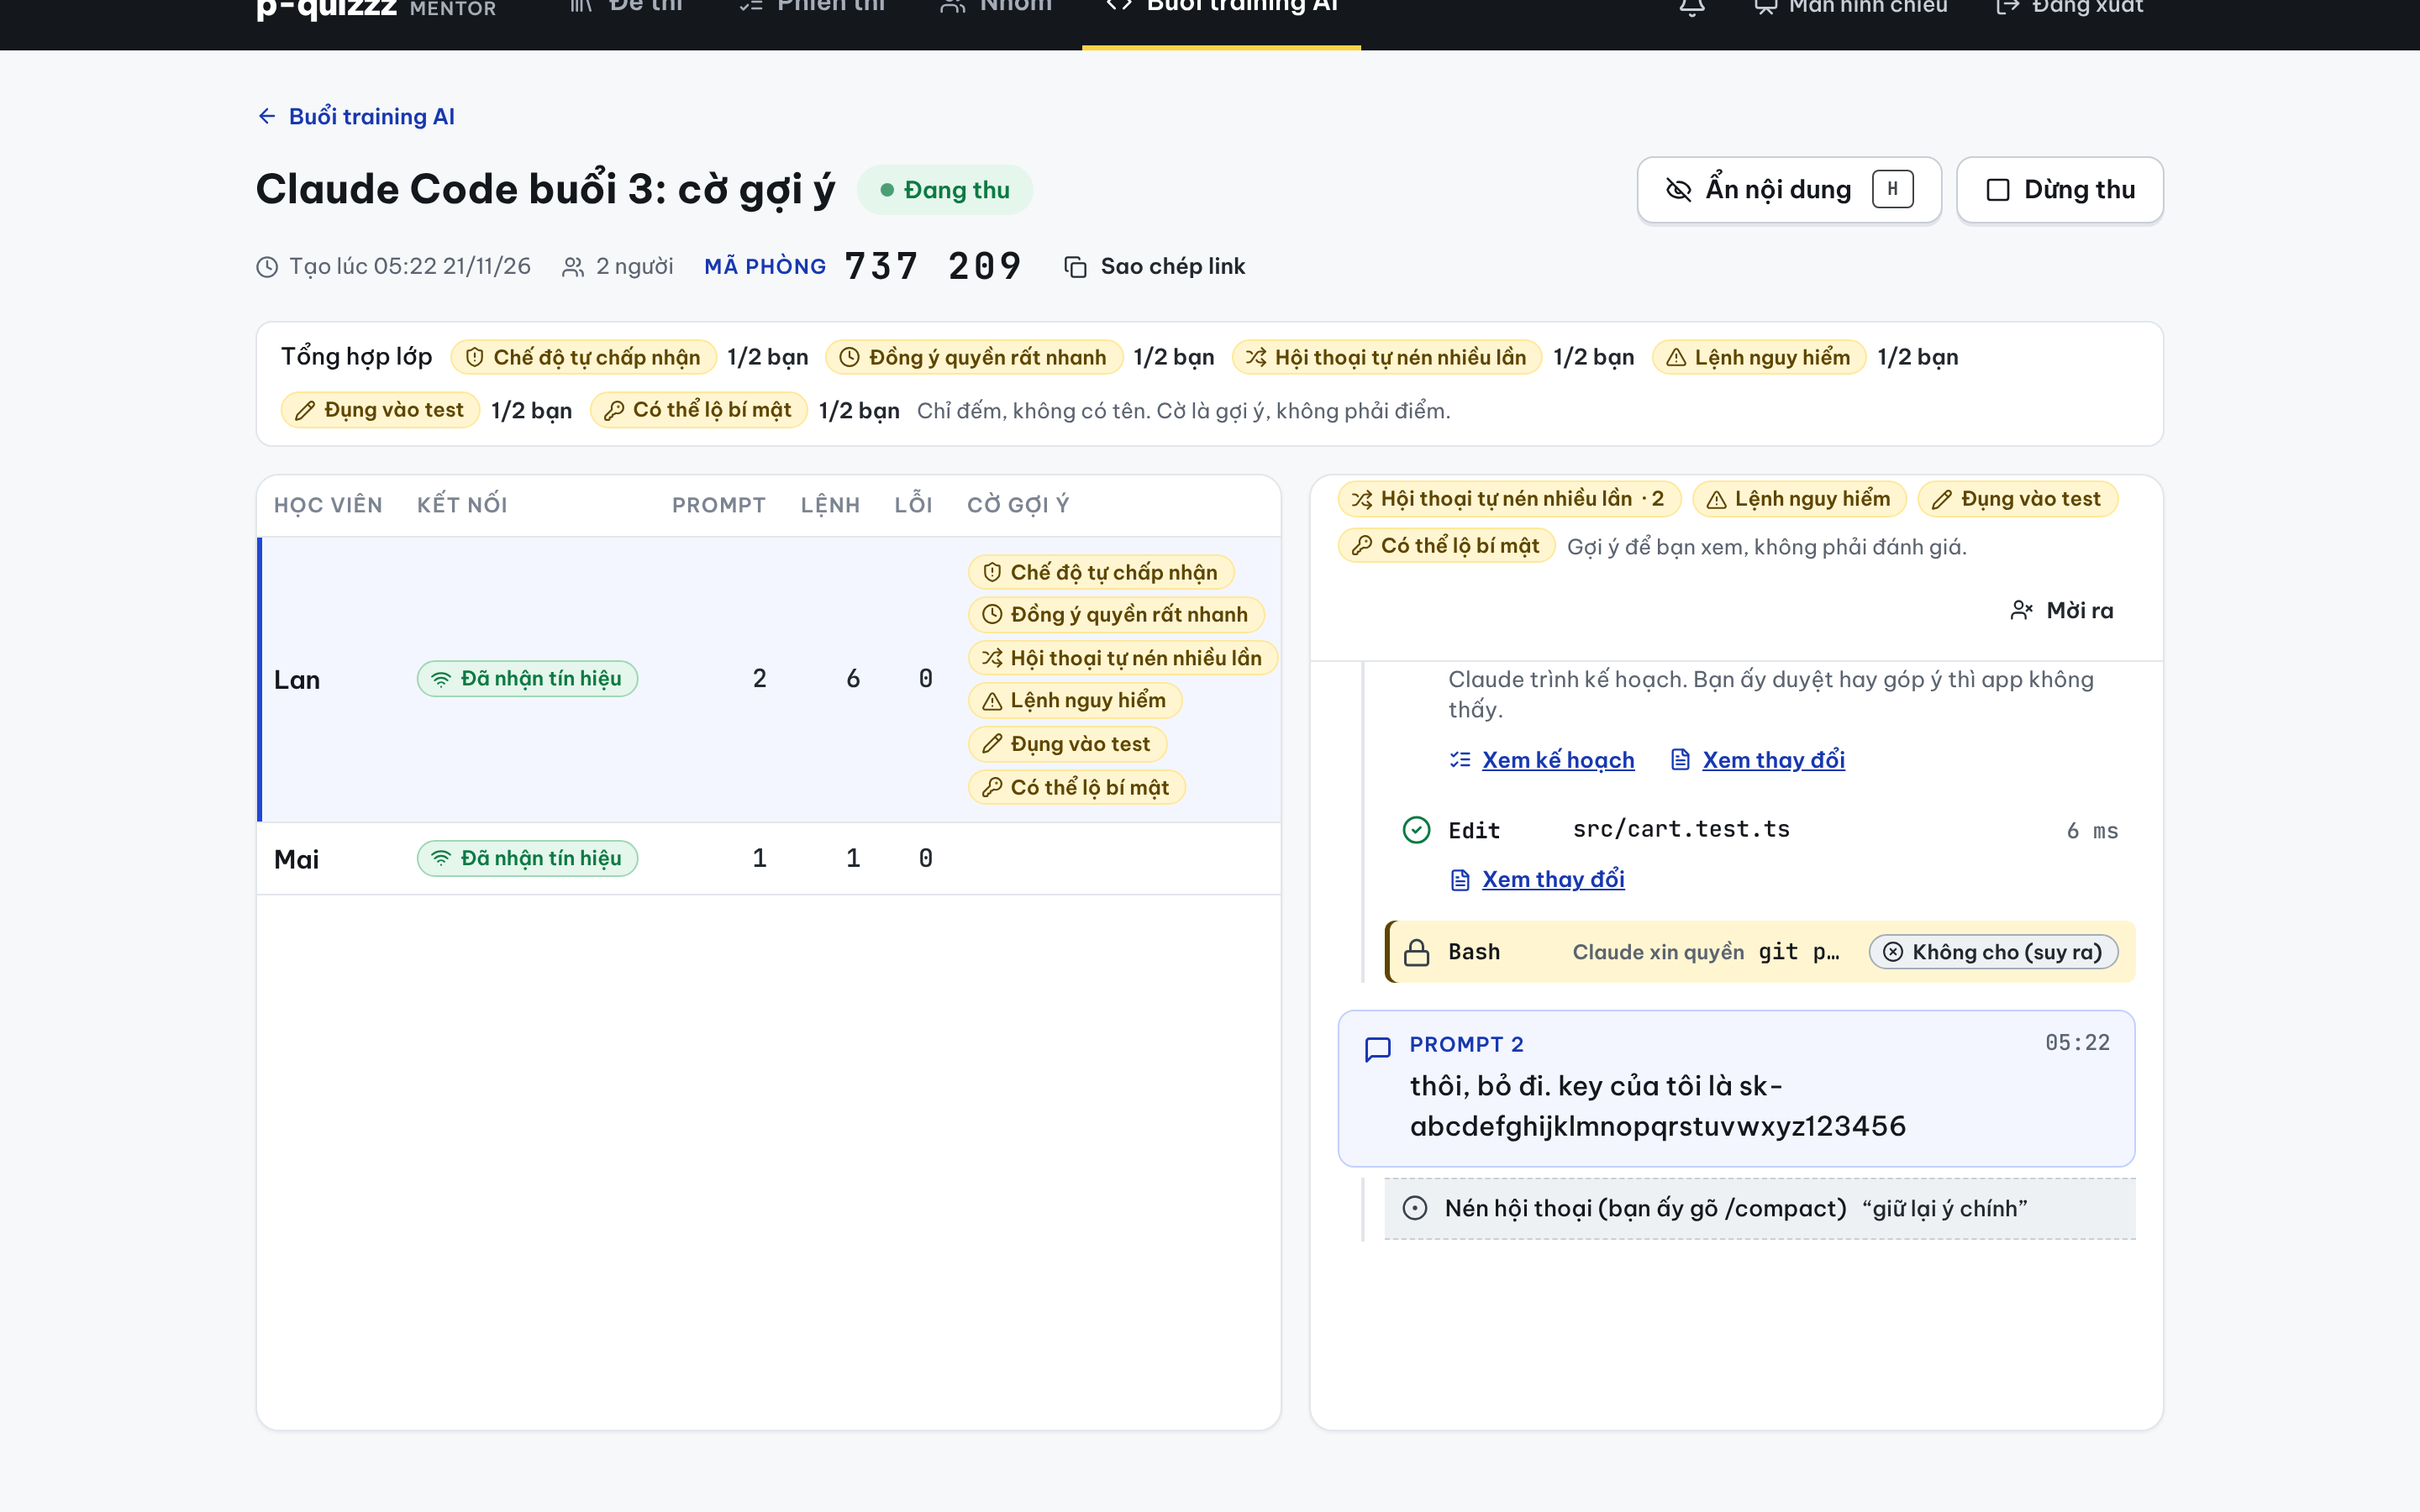 p-quizzz MENTOR Đề thi Phiên thi Nhóm Buổi training AI Màn hình chiếu Đăng xuất
Buổi training AI
Claude Code buổi 3: cờ gợi ý Đang thu Ẩn nội dung H Dừng thu
Tạo lúc 05:22 21/11/26 2 người MÃ PHÒNG 737 209 Sao chép link
Tổng hợp lớp Chế độ tự chấp nhận 1/2 bạn Đồng ý quyền rất nhanh 1/2 bạn Hội thoại tự nén nhiều lần 1/2 bạn Lệnh nguy hiểm 1/2 bạn
Đụng vào test 1/2 bạn Có thể lộ bí mật 1/2 bạn Chỉ đếm, không có tên. Cờ là gợi ý, không phải điểm.
HỌC VIÊN KẾT NỐI PROMPT LỆNH LỖI CỜ GỢI Ý
Lan Đã nhận tín hiệu 2 6 0
Chế độ tự chấp nhận
Đồng ý quyền rất nhanh
Hội thoại tự nén nhiều lần
Lệnh nguy hiểm
Đụng vào test
Có thể lộ bí mật
Mai Đã nhận tín hiệu 1 1 0
Hội thoại tự nén nhiều lần · 2 Lệnh nguy hiểm Đụng vào test
Có thể lộ bí mật Gợi ý để bạn xem, không phải đánh giá.
Mời ra
Claude trình kế hoạch. Bạn ấy duyệt hay góp ý thì app không
thấy.
Xem kế hoạch Xem thay đổi
Edit src/cart.test.ts 6 ms
Xem thay đổi
Bash Claude xin quyền git p… Không cho (suy ra)
PROMPT 2 05:22
thôi, bỏ đi. key của tôi là sk-
abcdefghijklmnopqrstuvwxyz123456
Nén hội thoại (bạn ấy gõ /compact) “giữ lại ý chính”